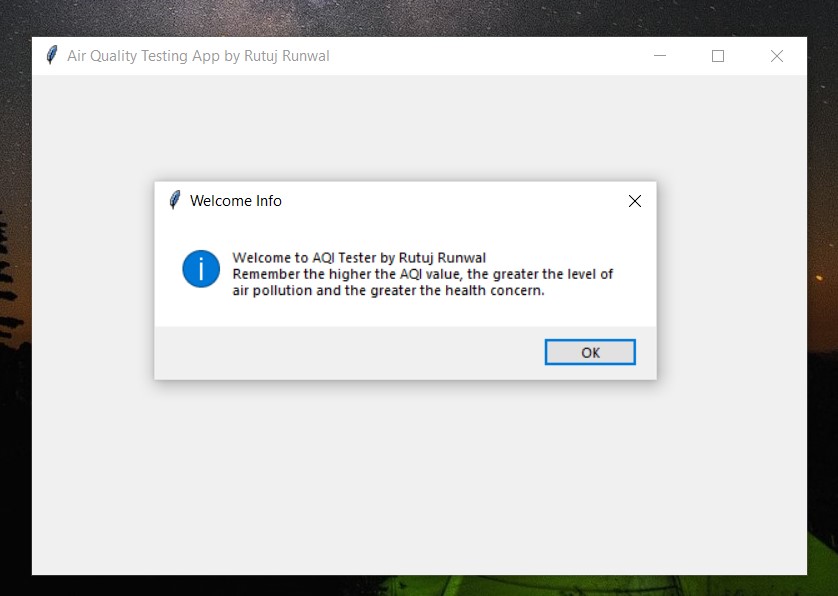 Air Quality Testing App by Rutuj Runwal
Welcome Info
Welcome to AQI Tester by Rutuj Runwal
Remember the higher the AQI value, the greater the level of
air pollution and the greater the health concern.
OK